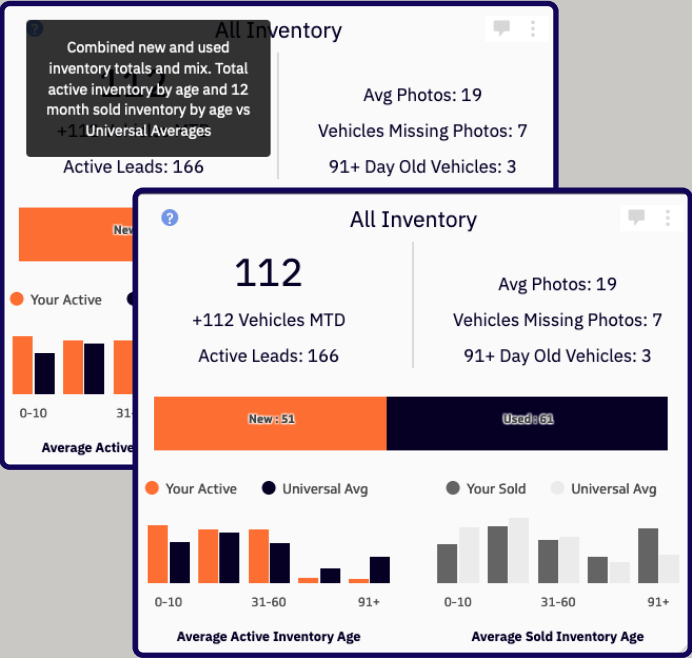 All Inventory
Combined new and used
inventory totals and mix. Total
active inventory by age and 12
month sold inventory by age vs
Universal Averages
112
+112 Vehicles MTD
Active Leads: 166
Avg Photos: 19
Vehicles Missing Photos: 7
91+ Day Old Vehicles: 3
New
Your Active
0-10
31-
Average Active
?
All Inventory
112
+112 Vehicles MTD
Active Leads: 166
Avg Photos: 19
Vehicles Missing Photos: 7
91+ Day Old Vehicles: 3
New : 51
Used : 61
Your Active
Universal Avg
Your Sold
Universal Avg
0-10
31-60
91+
0-10
31-60
91+
Average Active Inventory Age
Average Sold Inventory Age